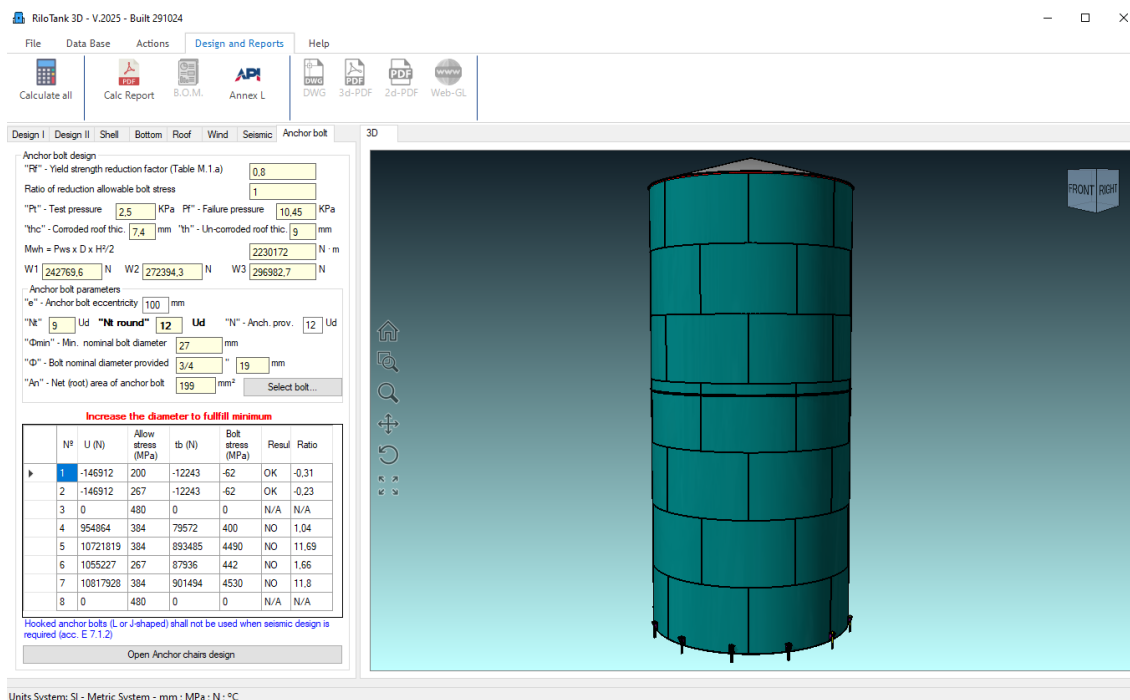 RiloTank 3D - V.2025 - Built 291024
File Data Base Actions Design and Reports Help
Calculate all Calc Report B.O.M. Annex L DWG 3d-PDF 2d-PDF Web-GL
Design I Design II Shell Bottom Roof Wind Seismic Anchor bolt 3D
Anchor bolt design
"Rf" - Yield strength reduction factor (Table M.1.a) 0,8
Ratio of reduction allowable bolt stress 1
"Pt" - Test pressure 2,5 KPa Pf" - Failure pressure 10,45 KPa
"thc" - Corroded roof thic. 7,4 mm "th" - Un-corroded roof thic. 9 mm
Mwh = Pws x D x H²/2 2230172 N · m
W1 242769,6 N W2 272394,3 N W3 296982,7 N
Anchor bolt parameters
"e" - Anchor bolt eccentricity 100 mm
"Nt" 9 Ud "Nt round" 12 Ud "N" - Anch. prov. 12 Ud
"Φmin" - Min. nominal bolt diameter 27 mm
"Φ" - Bolt nominal diameter provided 3/4 " 19 mm
"An" - Net (root) area of anchor bolt 199 mm² Select bolt...
Increase the diameter to fullfill minimum
Nº U (N) Allow stress (MPa) tb (N) Bolt stress (MPa) Resul Ratio
1 -146912 200 -12243 -62 OK -0,31
2 -146912 267 -12243 -62 OK -0,23
3 0 480 0 0 N/A N/A
4 954864 384 79572 400 NO 1,04
5 10721819 384 893485 4490 NO 11,69
6 1055227 267 87936 442 NO 1,66
7 10817928 384 901494 4530 NO 11,8
8 0 480 0 0 N/A N/A
Hooked anchor bolts (L or J-shaped) shall not be used when seismic design is
required (acc. E 7.1.2)
Open Anchor chairs design
FRONT RIGHT
Units System: SI - Metric System - mm ; MPa ; N ; ºC